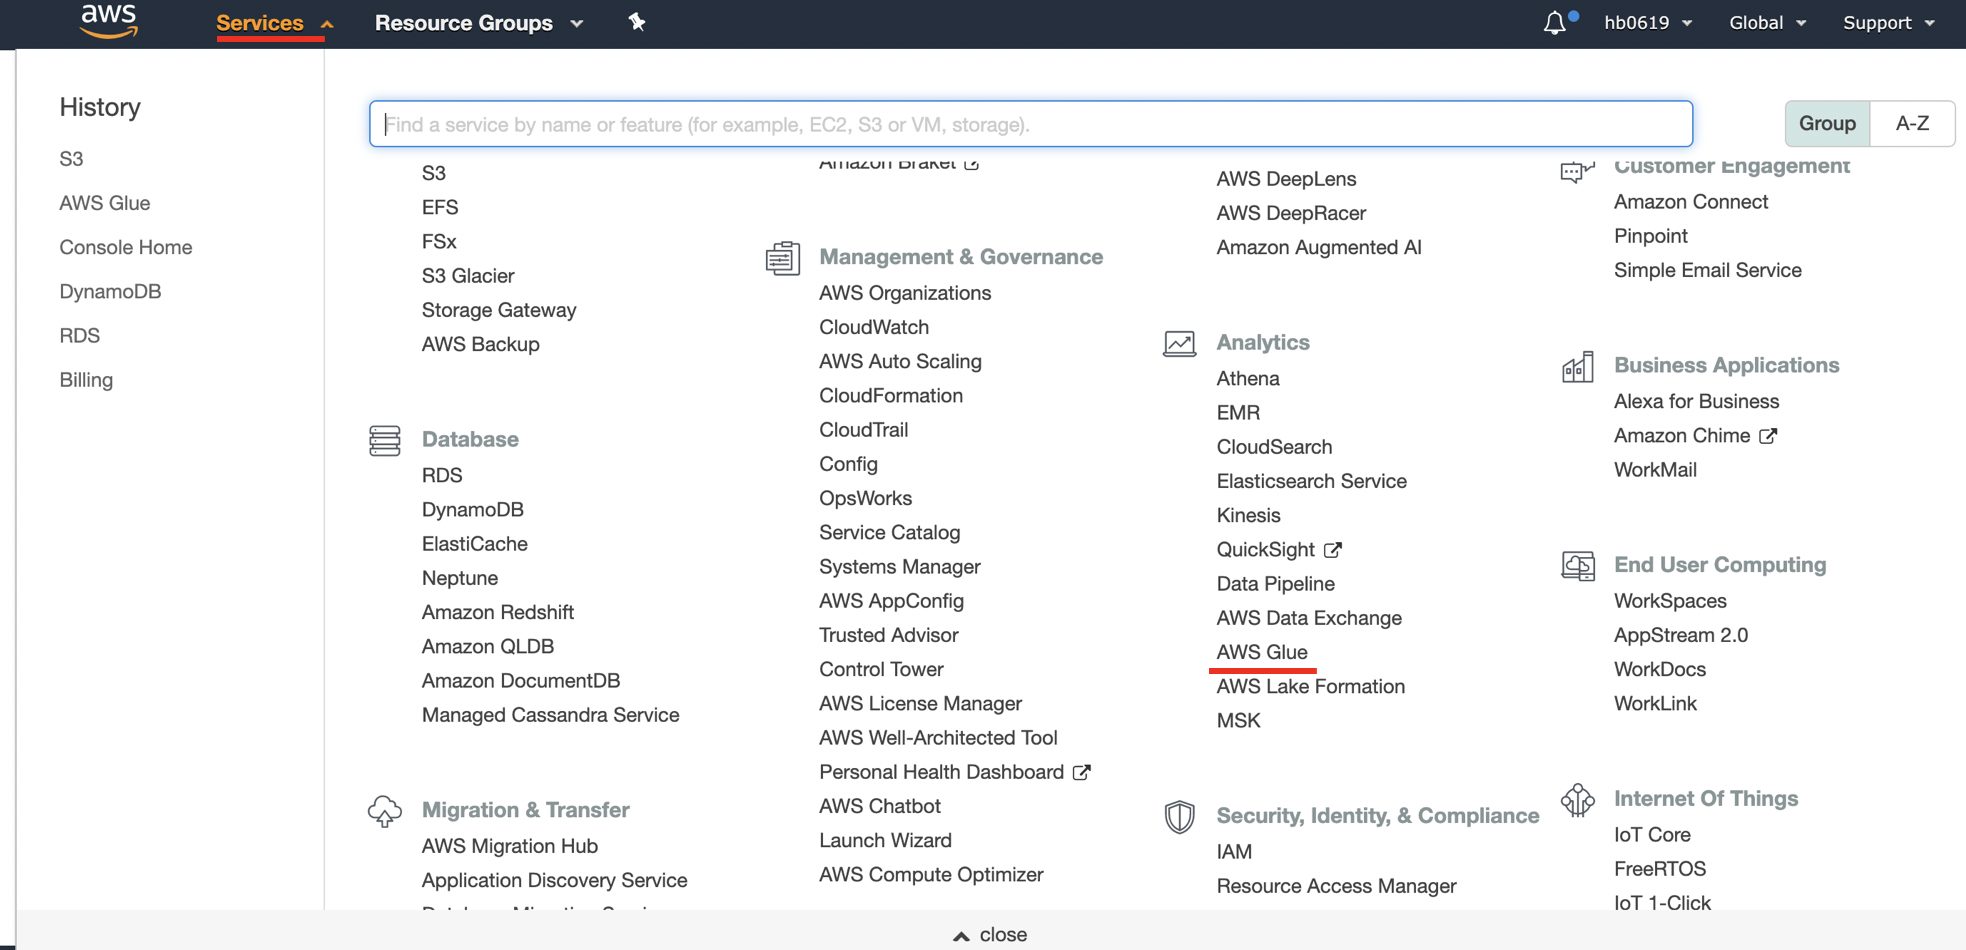 aws
Services
Resource Groups
hb0619
Global
Support
History
S3
AWS Glue
Console Home
DynamoDB
RDS
Billing
Find a service by name or feature (for example, EC2, S3 or VM, storage).
Group
A-Z
S3
EFS
FSx
S3 Glacier
Storage Gateway
AWS Backup
Database
RDS
DynamoDB
ElastiCache
Neptune
Amazon Redshift
Amazon QLDB
Amazon DocumentDB
Managed Cassandra Service
Migration & Transfer
AWS Migration Hub
Application Discovery Service
Amazon Braket
Management & Governance
AWS Organizations
CloudWatch
AWS Auto Scaling
CloudFormation
CloudTrail
Config
OpsWorks
Service Catalog
Systems Manager
AWS AppConfig
Trusted Advisor
Control Tower
AWS License Manager
AWS Well-Architected Tool
Personal Health Dashboard
AWS Chatbot
Launch Wizard
AWS Compute Optimizer
AWS DeepLens
AWS DeepRacer
Amazon Augmented AI
Analytics
Athena
EMR
CloudSearch
Elasticsearch Service
Kinesis
QuickSight
Data Pipeline
AWS Data Exchange
AWS Glue
AWS Lake Formation
MSK
Security, Identity, & Compliance
IAM
Resource Access Manager
Customer Engagement
Amazon Connect
Pinpoint
Simple Email Service
Business Applications
Alexa for Business
Amazon Chime
WorkMail
End User Computing
WorkSpaces
AppStream 2.0
WorkDocs
WorkLink
Internet Of Things
IoT Core
FreeRTOS
IoT 1-Click
close